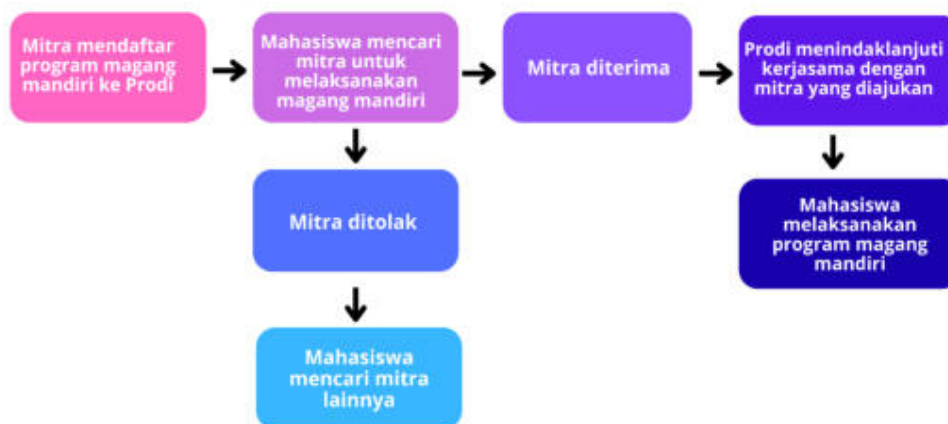 Mitra mendaftar
program magang
mandiri ke Prodi
Mahasiswa mencari
mitra untuk
melaksanakan
magang mandiri
Mitra diterima
Prodi menindaklanjuti
kerjasama dengan
mitra yang diajukan
Mitra ditolak
Mahasiswa
melaksanakan
program magang
mandiri
Mahasiswa
mencari mitra
lainnya